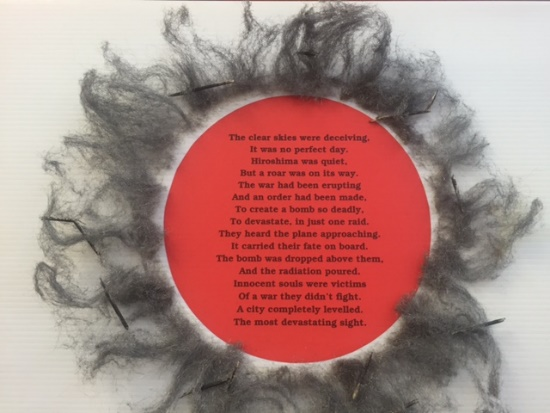 The clear skies were deceiving,
It was no perfect day.
Hiroshima was quiet,
But a roar was on its way.
The war had been erupting
And an order had been made,
To create a bomb so deadly,
To devastate, in just one raid.
They heard the plane approaching.
It carried their fate on board.
The bomb was dropped above them,
And the radiation poured.
Innocent souls were victims
Of a war they didn't fight.
A city completely levelled.
The most devastating sight.